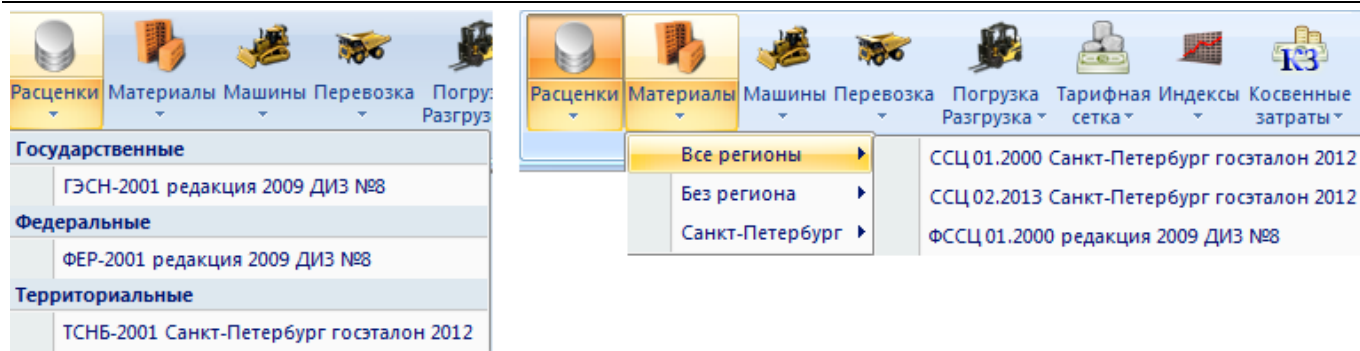 Расценки Материалы Машины Перевозка Погруз
Разгруз
Государственные
ГЭСН-2001 редакция 2009 ДИЗ №8
Федеральные
ФЕР-2001 редакция 2009 ДИЗ №8
Территориальные
ТСНБ-2001 Санкт-Петербург госэталон 2012
КЗ
Расценки Материалы Машины Перевозка Погрузка Тарифная Индексы Косвенные
Разгрузка сетка затраты
Все регионы
Без региона
Санкт-Петербург
ССЦ 01.2000 Санкт-Петербург госэталон 2012
ССЦ 02.2013 Санкт-Петербург госэталон 2012
ФССЦ 01.2000 редакция 2009 ДИЗ №8